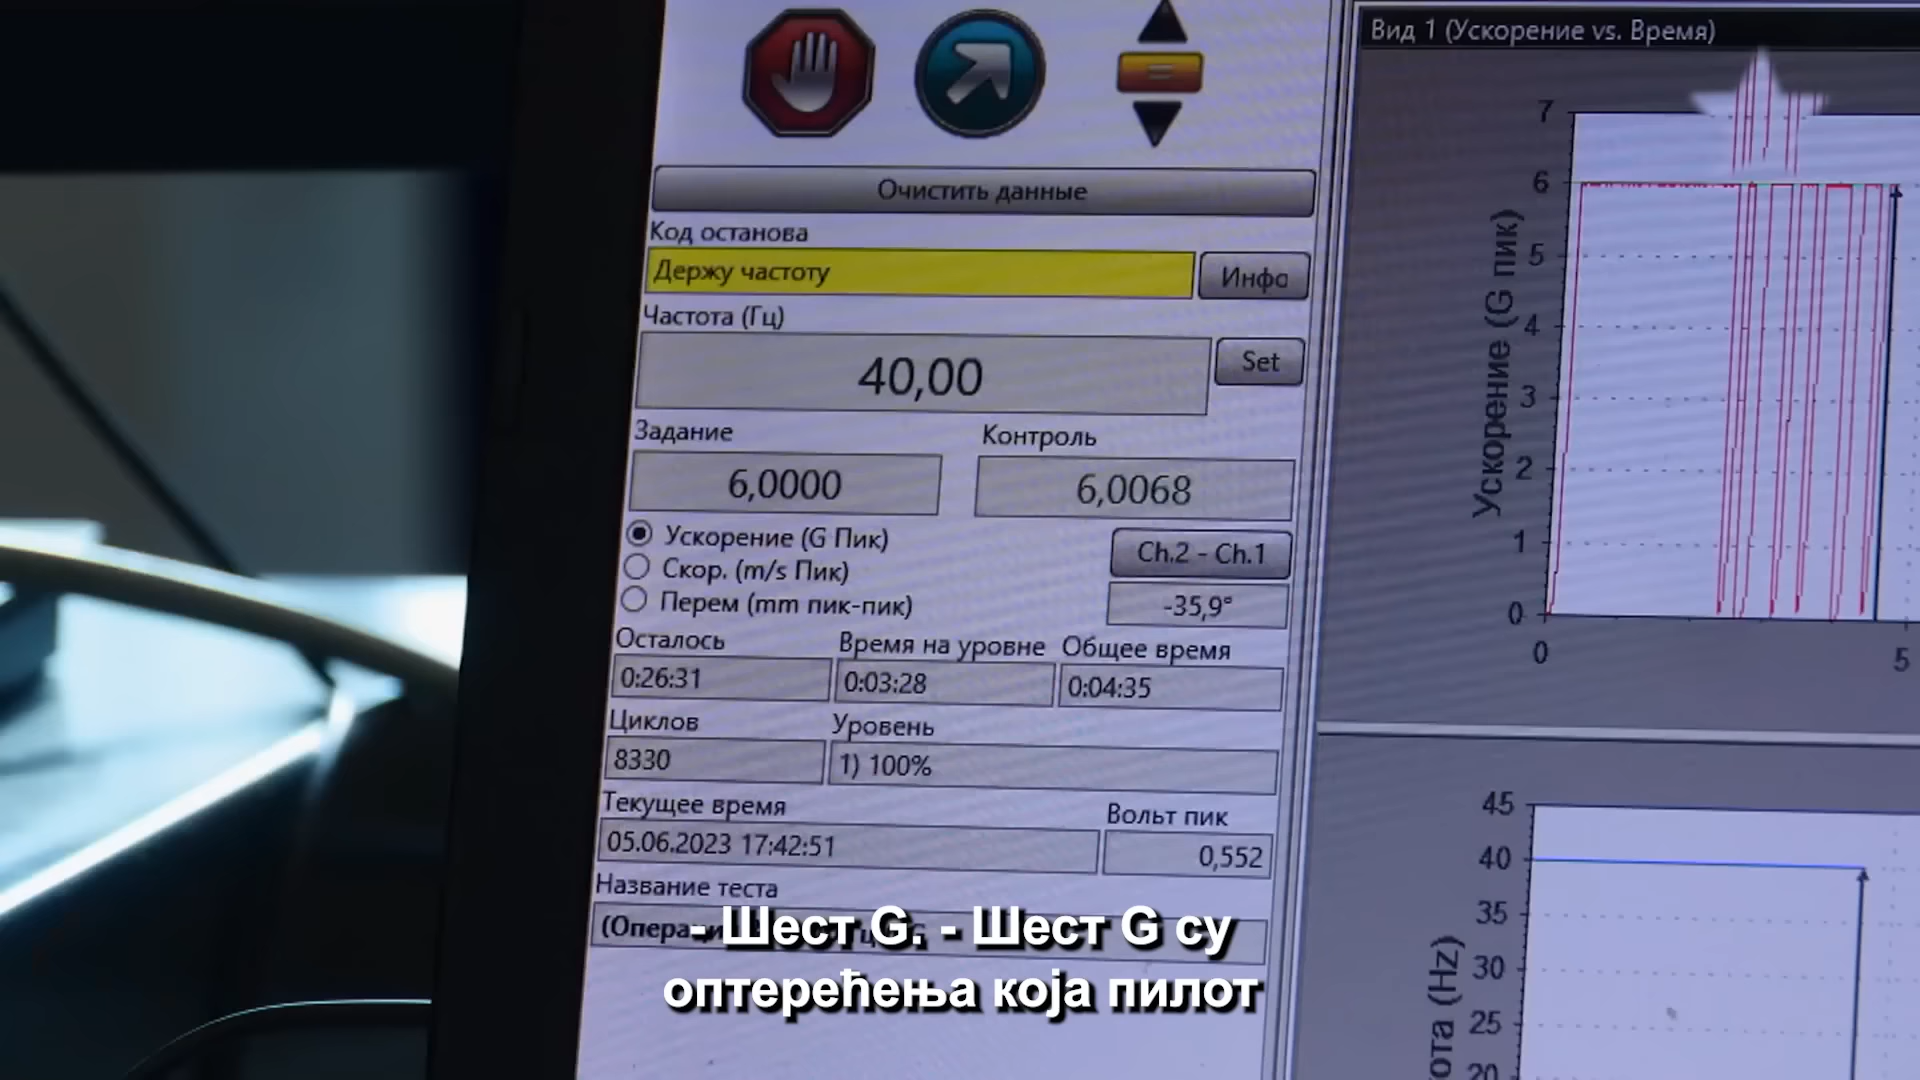 Вид 1 (Ускорение vs. Время)
Очистить данные
Код останова
Держу частоту
Инфо
Частота (Гц)
40,00
Set
Задание
Контроль
6,0000
6,0068
Ускорение (G Пик)
Скор. (m/s Пик)
Перем (mm пик-пик)
Ch.2 - Ch.1
-35,9°
Осталось
Время на уровне
Общее время
0:26:31
0:03:28
0:04:35
Циклов
Уровень
8330
1) 100%
Текущее время
Вольт пик
05.06.2023 17:42:51
0,552
Название теста
- Шест G. - Шест G су
оптерећења која пилот
Ускорение (G пик)
7
6
5
4
3
2
1
0
0
5
45
40
35
30
25
20
(Hz)